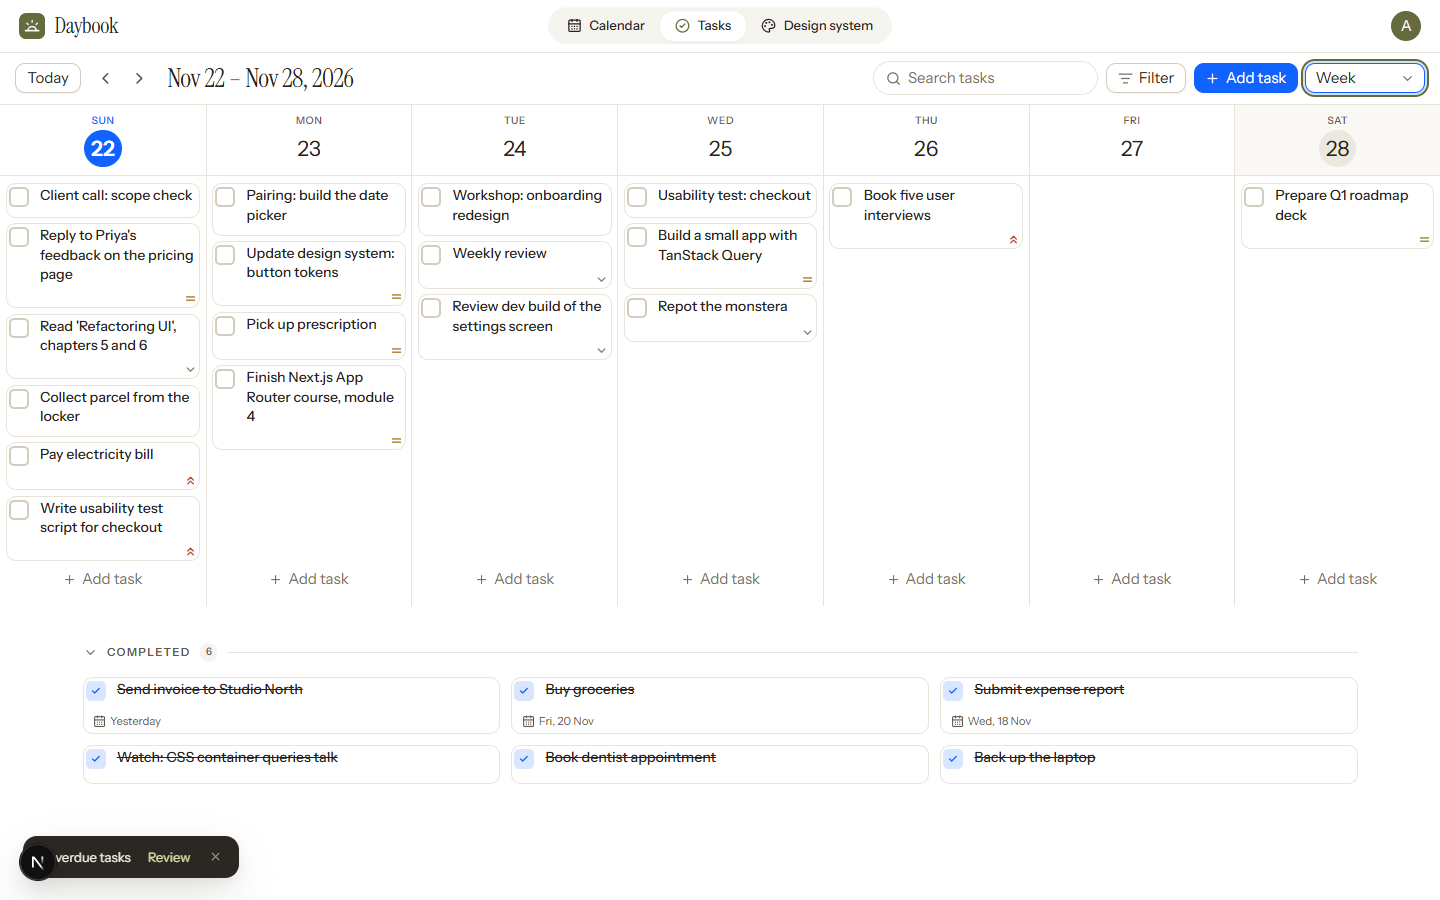 Daybook
Calendar
Tasks
Design system
A
Today
Nov 22 – Nov 28, 2026
Search tasks
Filter
Add task
Week
SUN
22
MON
23
TUE
24
WED
25
THU
26
FRI
27
SAT
28
Client call: scope check
Reply to Priya's
feedback on the pricing
page
Read 'Refactoring UI',
chapters 5 and 6
Collect parcel from the
locker
Pay electricity bill
Write usability test
script for checkout
Add task
Pairing: build the date
picker
Update design system:
button tokens
Pick up prescription
Finish Next.js App
Router course, module
4
Add task
Workshop: onboarding
redesign
Weekly review
Review dev build of the
settings screen
Add task
Usability test: checkout
Build a small app with
TanStack Query
Repot the monstera
Add task
Book five user
interviews
Add task
Add task
Prepare Q1 roadmap
deck
Add task
COMPLETED 6
Send invoice to Studio North
Yesterday
Buy groceries
Fri, 20 Nov
Submit expense report
Wed, 18 Nov
Watch: CSS container queries talk
Book dentist appointment
Back up the laptop
N
verdue tasks
Review